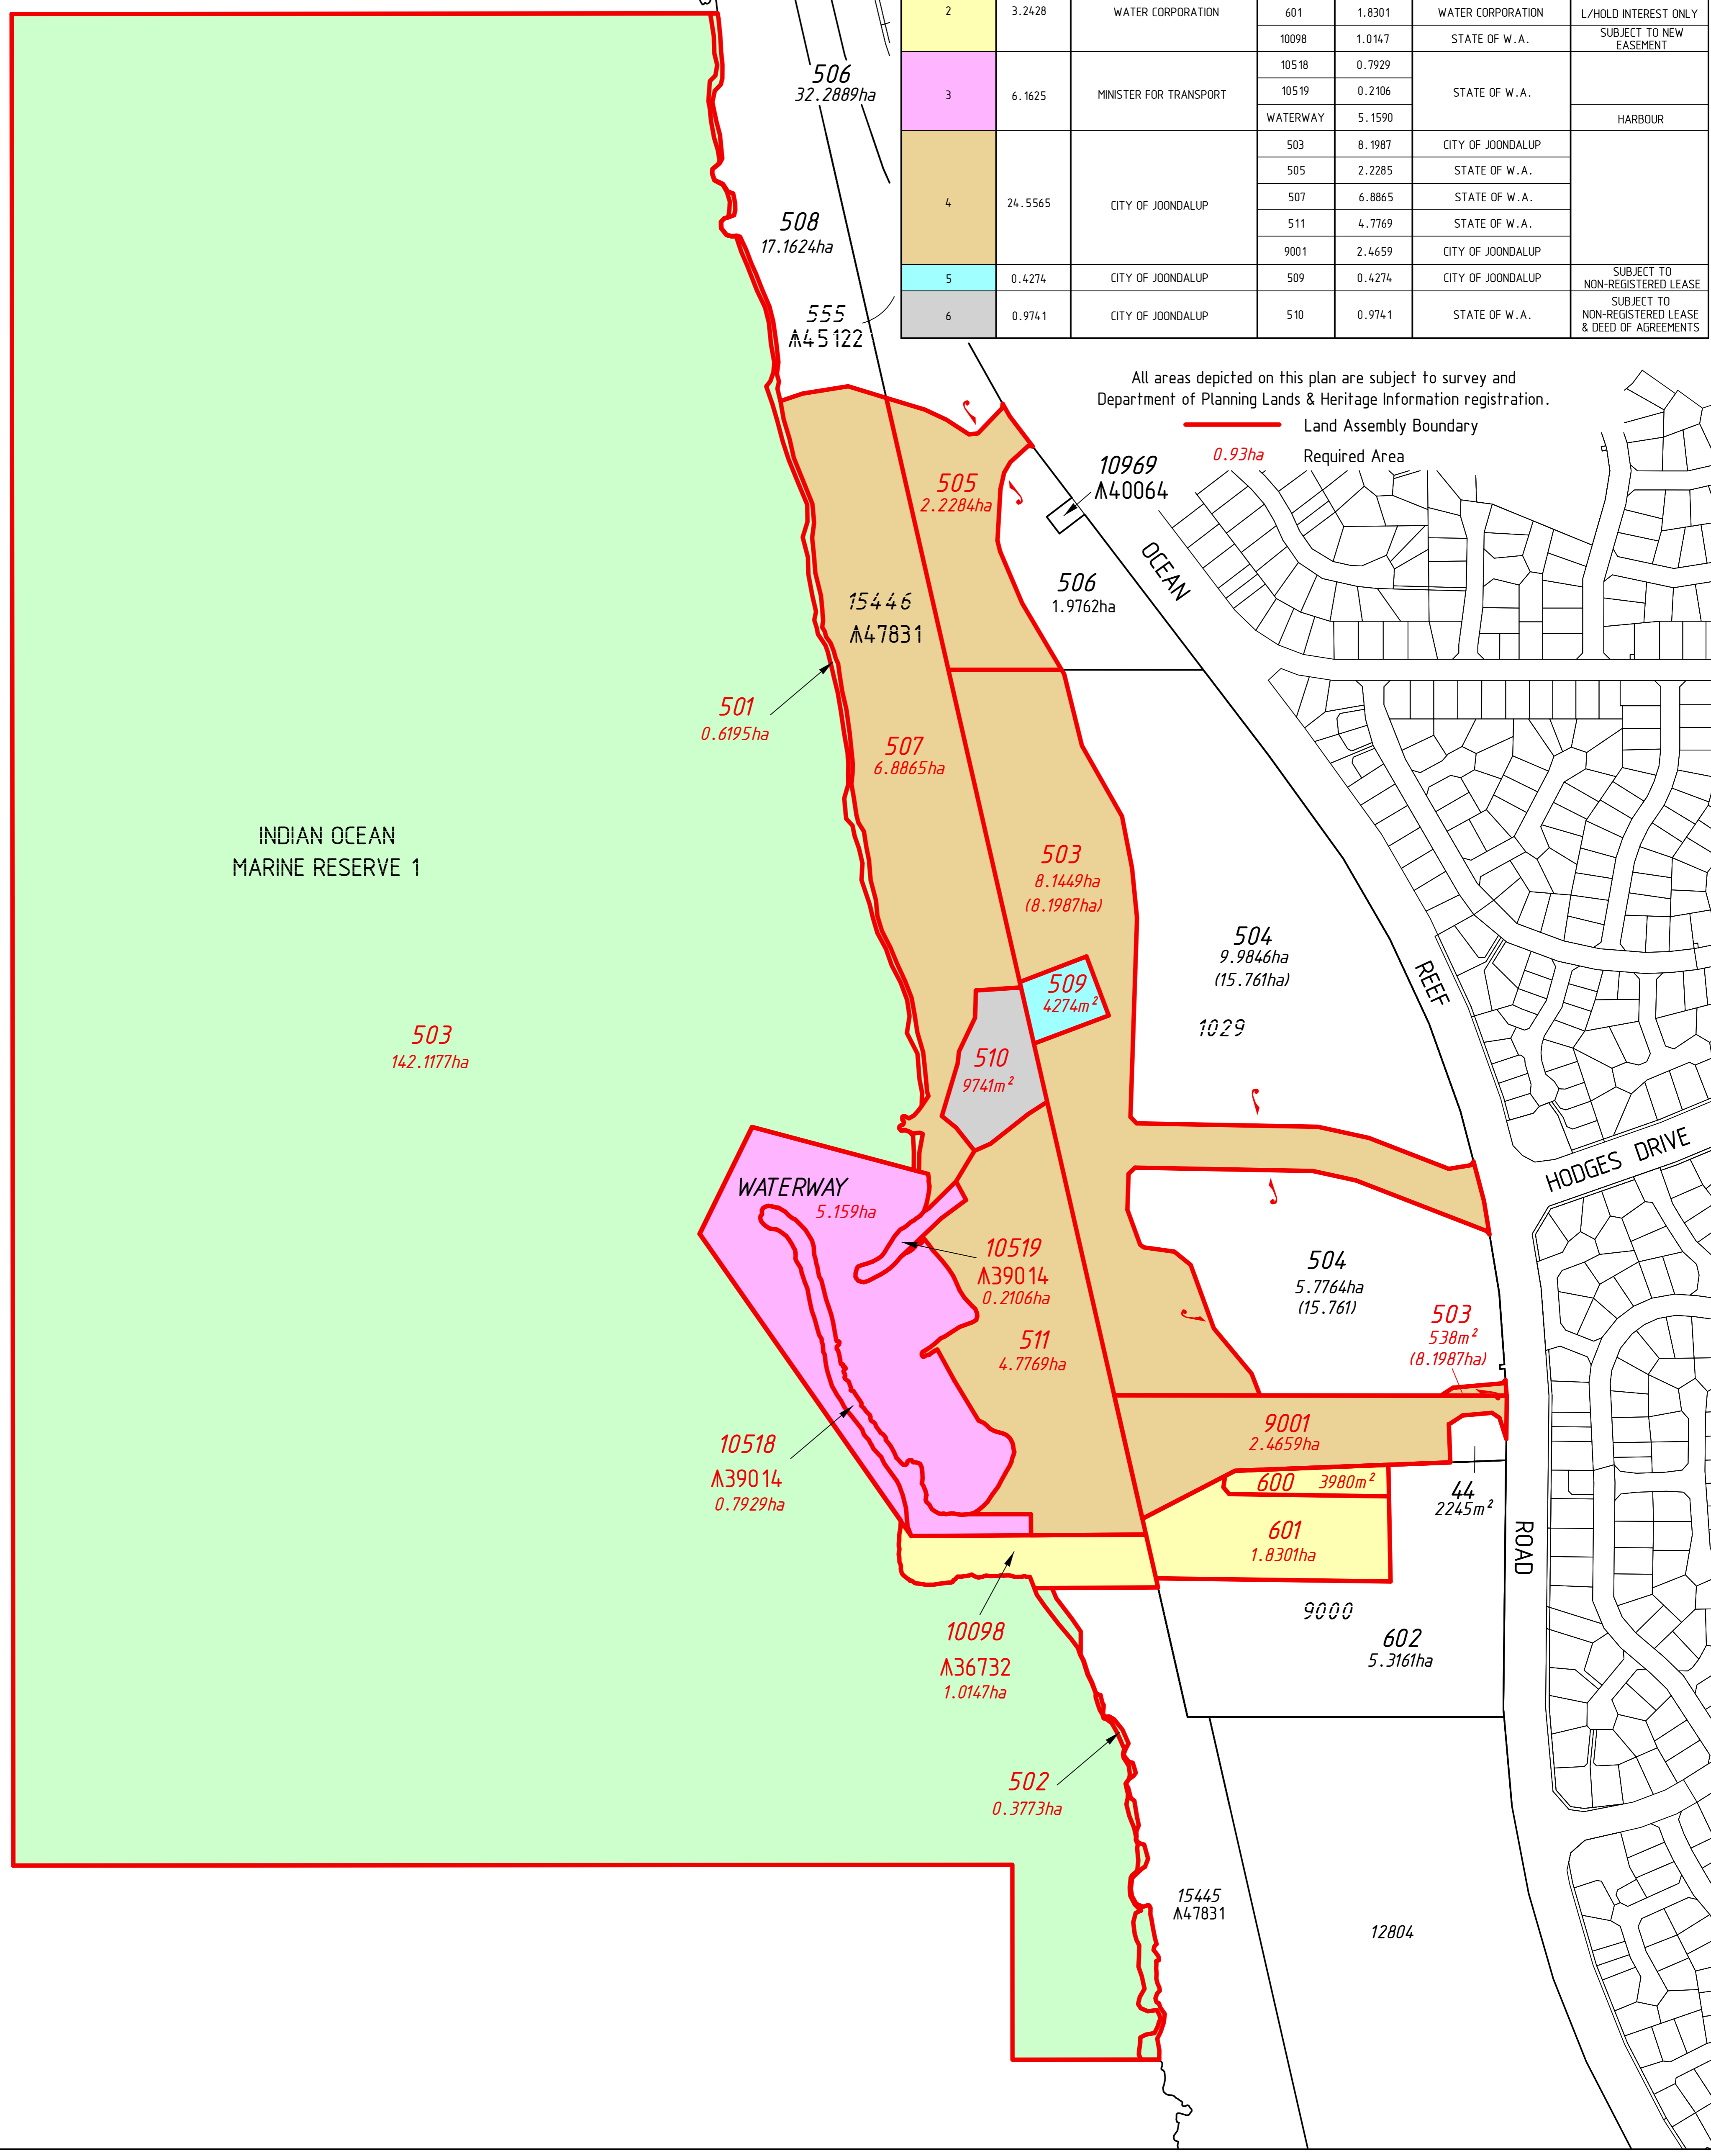 2 3.2428 WATER CORPORATION 601 1.8301 WATER CORPORATION L/HOLD INTEREST ONLY
10098 1.0147 STATE OF W.A. SUBJECT TO NEW
EASEMENT
3 6.1625 MINISTER FOR TRANSPORT 10518 0.7929 STATE OF W.A.
10519 0.2106
WATERWAY 5.1590 HARBOUR
4 24.5565 CITY OF JOONDALUP 503 8.1987 CITY OF JOONDALUP
505 2.2285 STATE OF W.A.
507 6.8865 STATE OF W.A.
511 4.7769 STATE OF W.A.
9001 2.4659 CITY OF JOONDALUP
5 0.4274 CITY OF JOONDALUP 509 0.4274 CITY OF JOONDALUP SUBJECT TO
NON-REGISTERED LEASE
6 0.9741 CITY OF JOONDALUP 510 0.9741 STATE OF W.A. SUBJECT TO
NON-REGISTERED LEASE
& DEED OF AGREEMENTS
506
32.2889ha
508
17.1624ha
555
45122
All areas depicted on this plan are subject to survey and
Department of Planning Lands & Heritage Information registration.
Land Assembly Boundary
0.93ha Required Area
10969
40064
505
2.2284ha
OCEAN
506
1.9762ha
15446
47831
501
0.6195ha
507
6.8865ha
INDIAN OCEAN
MARINE RESERVE 1
503
8.1449ha
(8.1987ha)
504
9.9846ha
(15.761ha)
REEF
509
4274m²
1029
503
142.1177ha
510
9741m²
HODGES DRIVE
WATERWAY
5.159ha
10519
39014
0.2106ha
504
5.7764ha
(15.761)
503
538m²
(8.1987ha)
511
4.7769ha
9001
2.4659ha
10518
39014
0.7929ha
600 3980m²
44
2245m²
601
1.8301ha
ROAD
9000
602
5.3161ha
10098
36732
1.0147ha
502
0.3773ha
15445
47831
12804